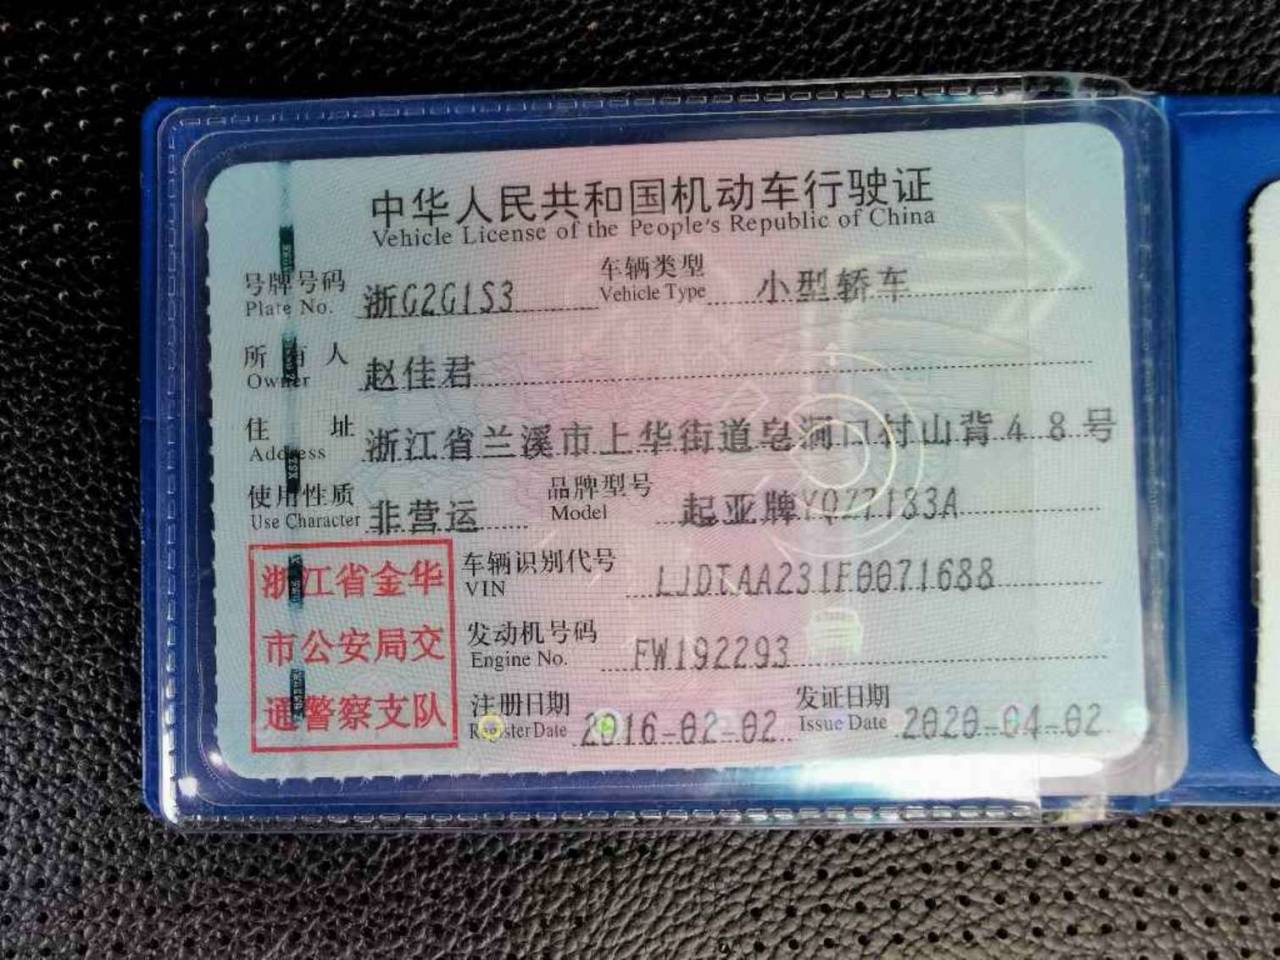 中华人民共和国机动车行驶证
Vehicle License of the People's Republic of China
号牌号码 浙G2G1S3 车辆类型 小型轿车
Plate No. Vehicle Type
所有人 赵佳君
Owner
住址 浙江省兰溪市上华街道皂洞口村山背48号
Address
使用性质 非营运 品牌型号 起亚牌YQZ7183A
Use Character Model
浙江省金华
市公安局交
通警察支队
车辆识别代号 LJDTAA231F0071688
VIN
发动机号码 FW192293
Engine No.
注册日期 2016-02-02 发证日期 2020-04-02
Register Date Issue Date